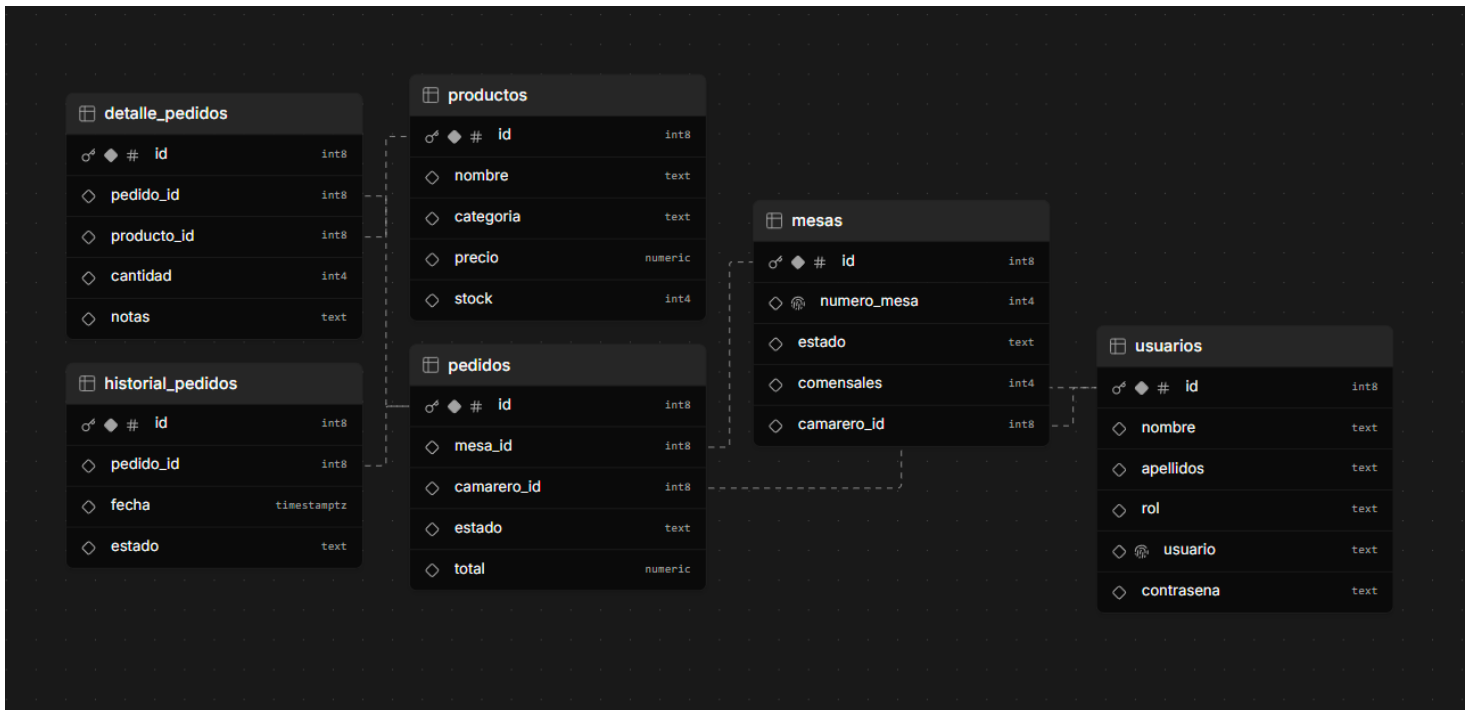 detalle_pedidos
# id int8
pedido_id int8
producto_id int8
cantidad int4
notas text
historial_pedidos
# id int8
pedido_id int8
fecha timestamptz
estado text
productos
# id int8
nombre text
categoria text
precio numeric
stock int4
pedidos
# id int8
mesa_id int8
camarero_id int8
estado text
total numeric
mesas
# id int8
numero_mesa int4
estado text
comensales int4
camarero_id int8
usuarios
# id int8
nombre text
apellidos text
rol text
usuario text
contrasena text